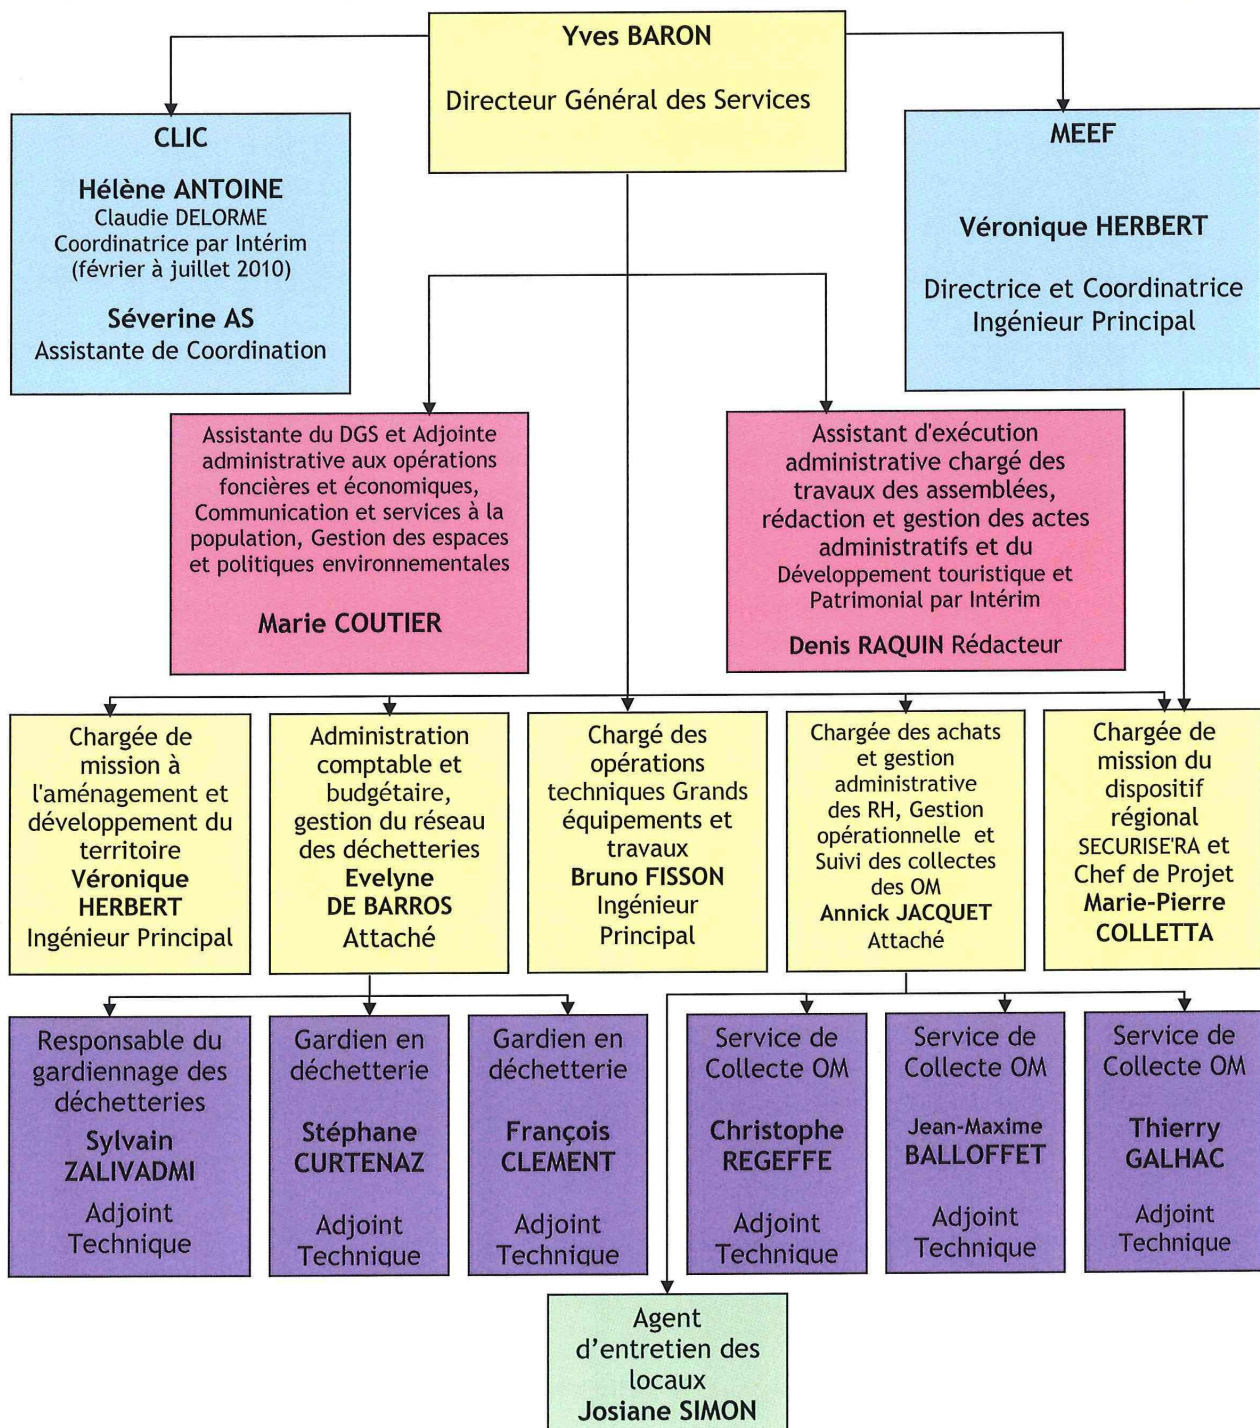 Yves BARON
Directeur Général des Services
CLIC
Hélène ANTOINE
Claudie DELORME
Coordinatrice par Intérim
(février à juillet 2010)
Séverine AS
Assistante de Coordination
MEEF
Véronique HERBERT
Directrice et Coordinatrice
Ingénieur Principal
Assistante du DGS et Adjointe
administrative aux opérations
foncières et économiques,
Communication et services à la
population, Gestion des espaces
et politiques environnementales
Marie COUTIER
Assistant d'exécution
administrative chargé des
travaux des assemblées,
rédaction et gestion des actes
administratifs et du
Développement touristique et
Patrimonial par Intérim
Denis RAQUIN Rédacteur
Chargée de
mission à
l'aménagement et
développement du
territoire
Véronique
HERBERT
Ingénieur Principal
Administration
comptable et
budgétaire,
gestion du réseau
des déchetteries
Evelyne
DE BARROS
Attaché
Chargé des
opérations
techniques Grands
équipements et
travaux
Bruno FISSON
Ingénieur
Principal
Chargée des achats
et gestion
administrative
des RH, Gestion
opérationnelle et
Suivi des collectes
des OM
Annick JACQUET
Attaché
Chargée de
mission du
dispositif
régional
SECURISE'RA et
Chef de Projet
Marie-Pierre
COLLETTA
Responsable du
gardiennage des
déchetteries
Sylvain
ZALIVADMI
Adjoint
Technique
Gardien en
déchetterie
Stéphane
CURTENAZ
Adjoint
Technique
Gardien en
déchetterie
François
CLEMENT
Adjoint
Technique
Service de
Collecte OM
Christophe
REGEFFE
Adjoint
Technique
Service de
Collecte OM
Jean-Maxime
BALLOFFET
Adjoint
Technique
Service de
Collecte OM
Thierry
GALHAC
Adjoint
Technique
Agent
d'entretien des
locaux
Josiane SIMON